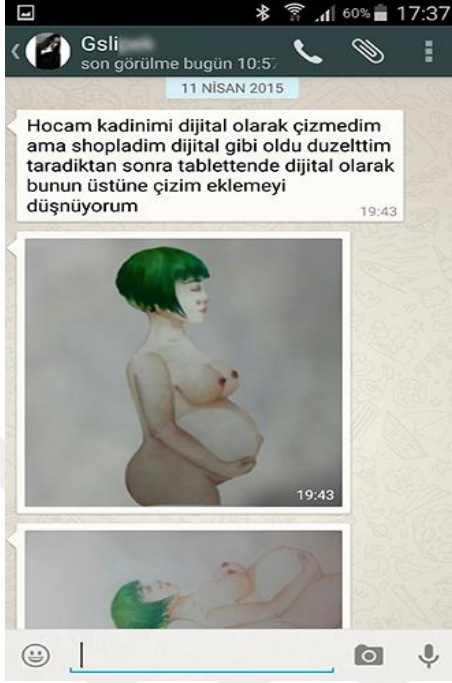 60% 17:37
Gsli
son görülme bugün 10:57
11 NİSAN 2015
Hocam kadinimi dijital olarak çizmedim
ama shopladim dijital gibi oldu duzelttim
taradiktan sonra tablettende dijital olarak
bunun üstüne çizim eklemeyi
düşnüyorum
19:43
19:43